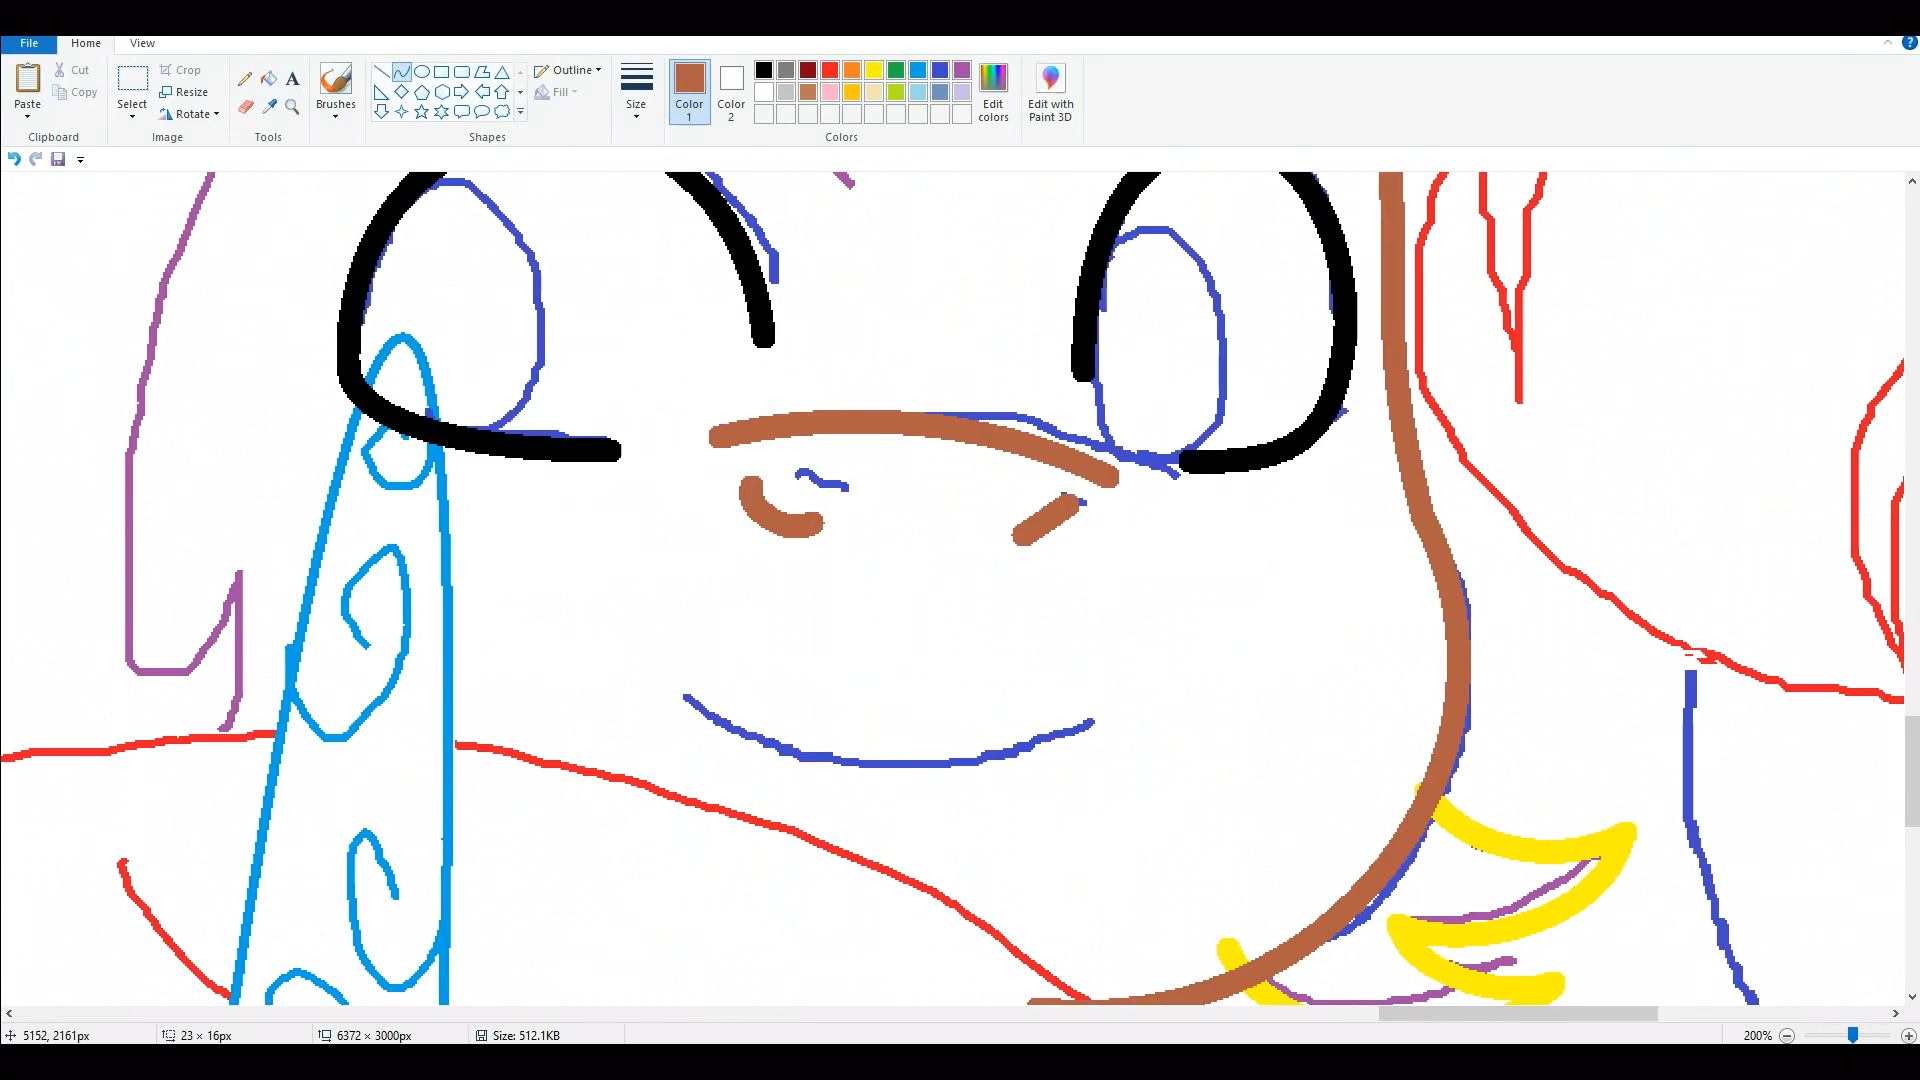 File Home View
Cut
Copy
Paste
Clipboard
Select
Crop
Resize
Rotate
Image
A
Tools
Brushes
Outline
Fill
Shapes
Size
Color 1
Color 2
Edit colors
Colors
Edit with Paint 3D
?
5152, 2161px 23 × 16px 6372 × 3000px Size: 512.1KB 200%